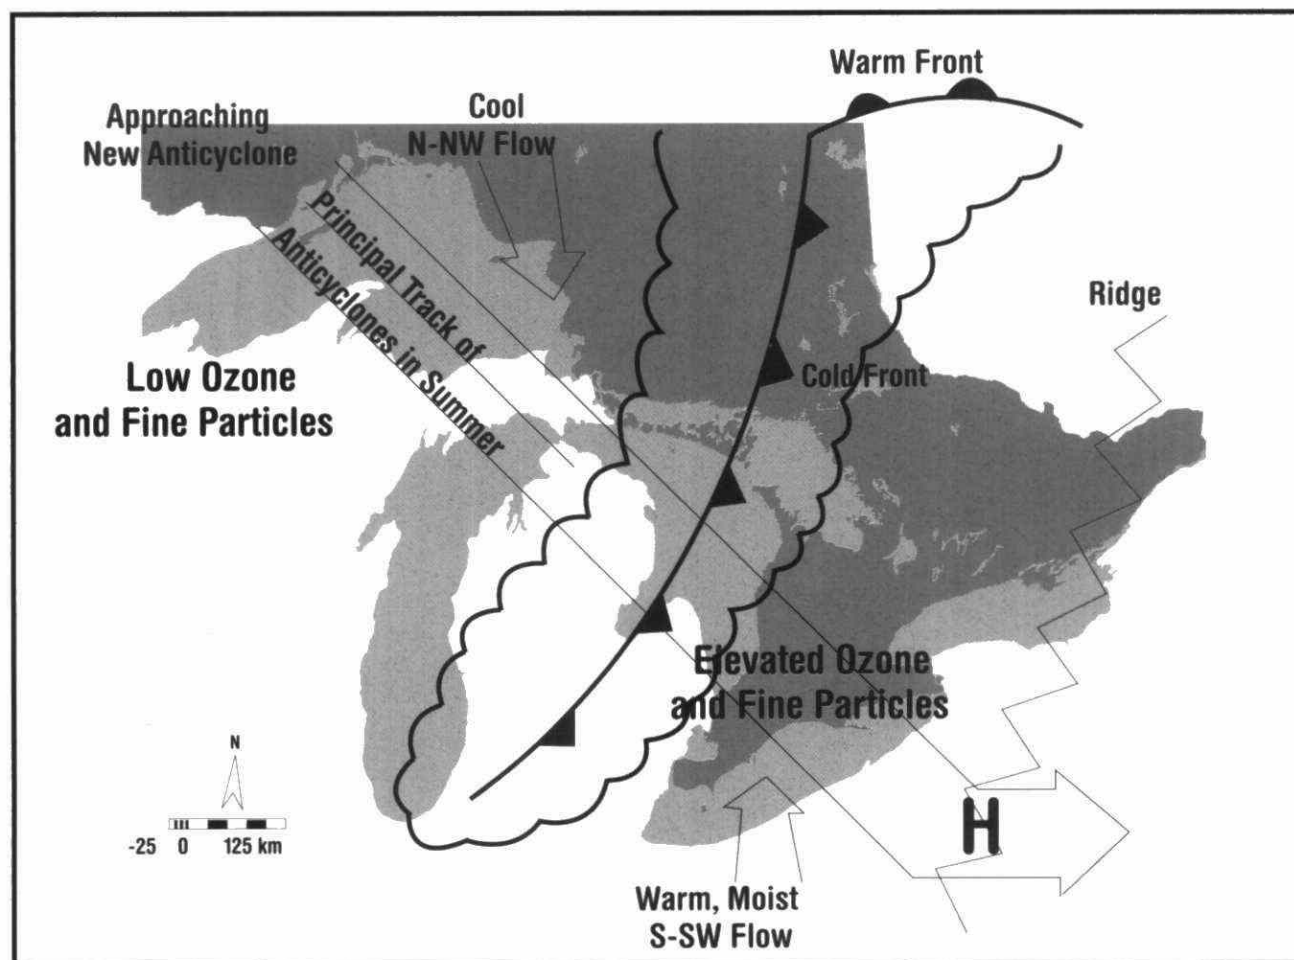 Warm Front
Approaching
New Anticyclone
Cool
N-NW Flow
Principal Track of
Anticyclones in Summer
Ridge
Low Ozone
and Fine Particles
Cold Front
Elevated Ozone
and Fine Particles
N
-25 0 125 km
H
Warm, Moist
S-SW Flow